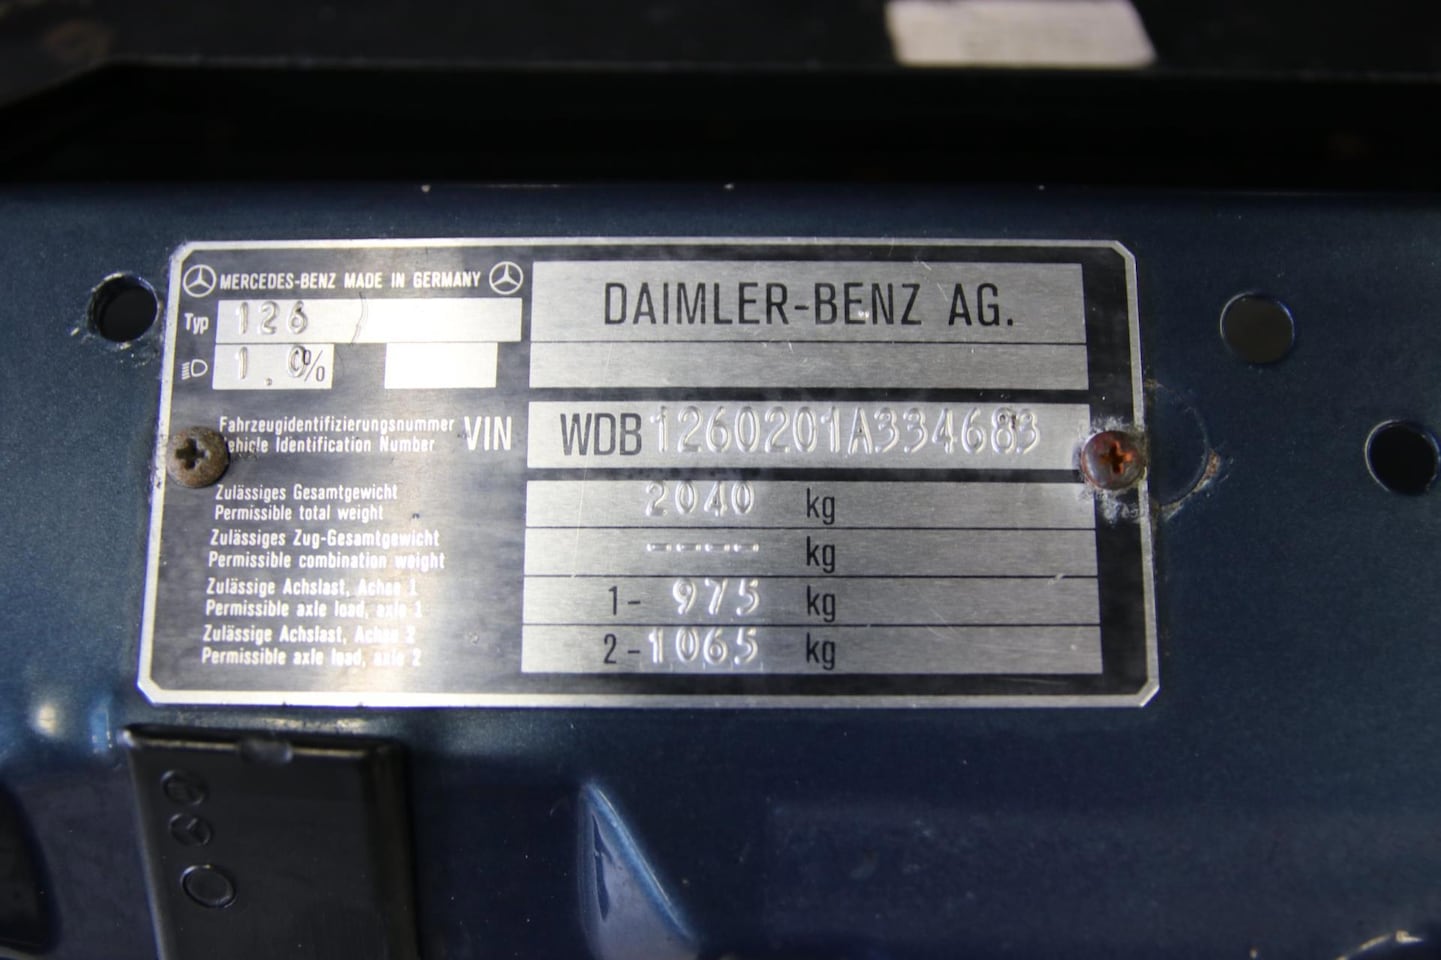 MERCEDES-BENZ MADE IN GERMANY
Typ 126
1.0%
DAIMLER-BENZ AG.
Fahrzeugidentifizierungsnummer
Vehicle Identification Number
VIN
WDB1260201A334683
Zulässiges Gesamtgewicht
Permissible total weight
2040 kg
Zulässiges Zug-Gesamtgewicht
Permissible combination weight
---- kg
Zulässige Achslast, Achse 1
Permissible axle load, axle 1
1- 975 kg
Zulässige Achslast, Achse 2
Permissible axle load, axle 2
2-1065 kg